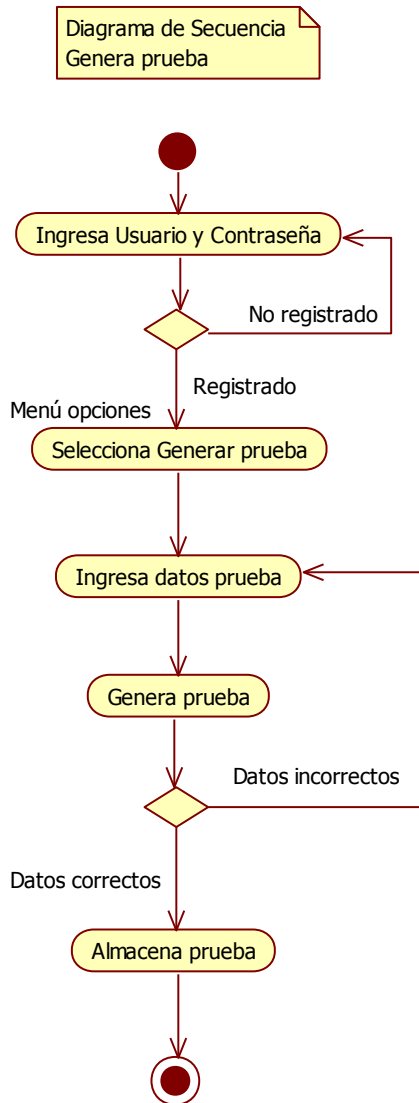 Diagrama de Secuencia
Genera prueba
Ingresa Usuario y Contraseña
No registrado
Registrado
Menú opciones
Selecciona Generar prueba
Ingresa datos prueba
Genera prueba
Datos incorrectos
Datos correctos
Almacena prueba